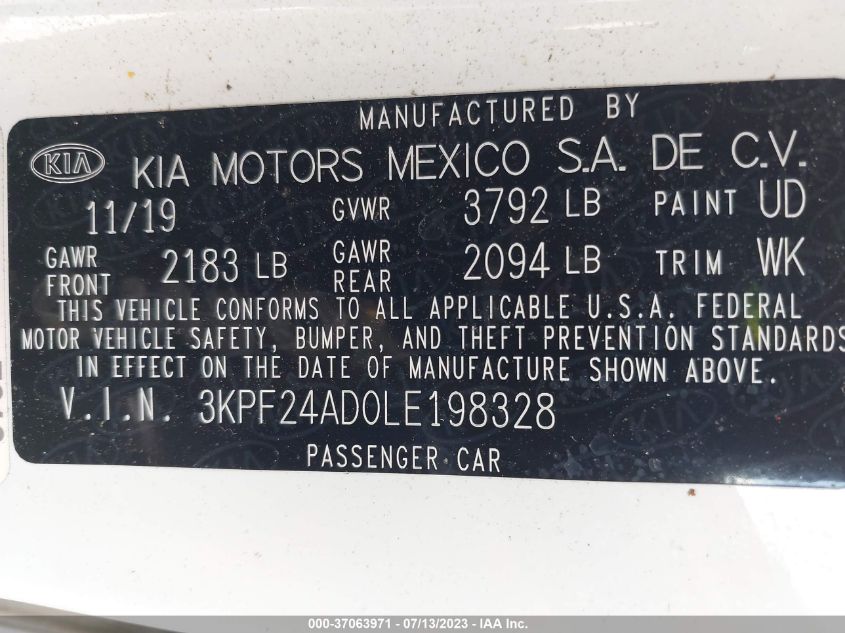 MANUFACTURED BY
KIA KIA MOTORS MEXICO S.A. DE C.V.
11/19 GVWR 3792 LB PAINT UD
GAWR FRONT 2183 LB GAWR REAR 2094 LB TRIM WK
THIS VEHICLE CONFORMS TO ALL APPLICABLE U.S.A. FEDERAL
MOTOR VEHICLE SAFETY, BUMPER, AND THEFT PREVENTION STANDARDS
IN EFFECT ON THE DATE OF MANUFACTURE SHOWN ABOVE.
V.I.N. 3KPF24AD0LE198328
PASSENGER CAR
000-37063971 - 07/13/2023 - IAA Inc.